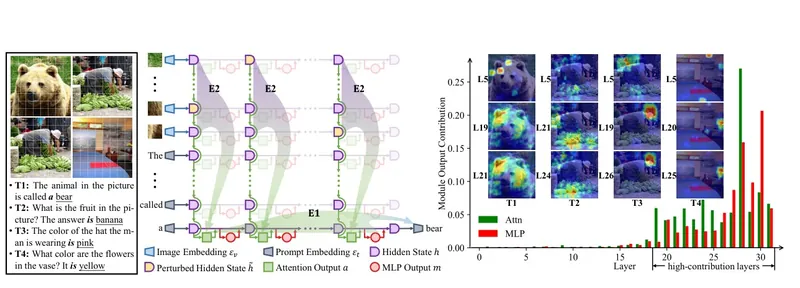 • T1: The animal in the picture
is called a bear
• T2: What is the fruit in the pi-
cture? The answer is banana
• T3: The color of the hat the m-
an is wearing is pink
• T4: What color are the flowers
in the vase? It is yellow
E2
E2
E2
The
called
a
E1
bear
Image Embedding εv
Prompt Embedding εt
Hidden State h
Perturbed Hidden State h̃
Attention Output a
MLP Output m
Module Output Contribution
0.25
0.20
0.15
0.10
0.05
0.00
L5
L5
L5
L5
L19
L21
L19
L20
L21
L24
L26
L25
T1
T2
T3
T4
Attn
MLP
0
5
10
15
20
25
30
Layer
high-contribution layers